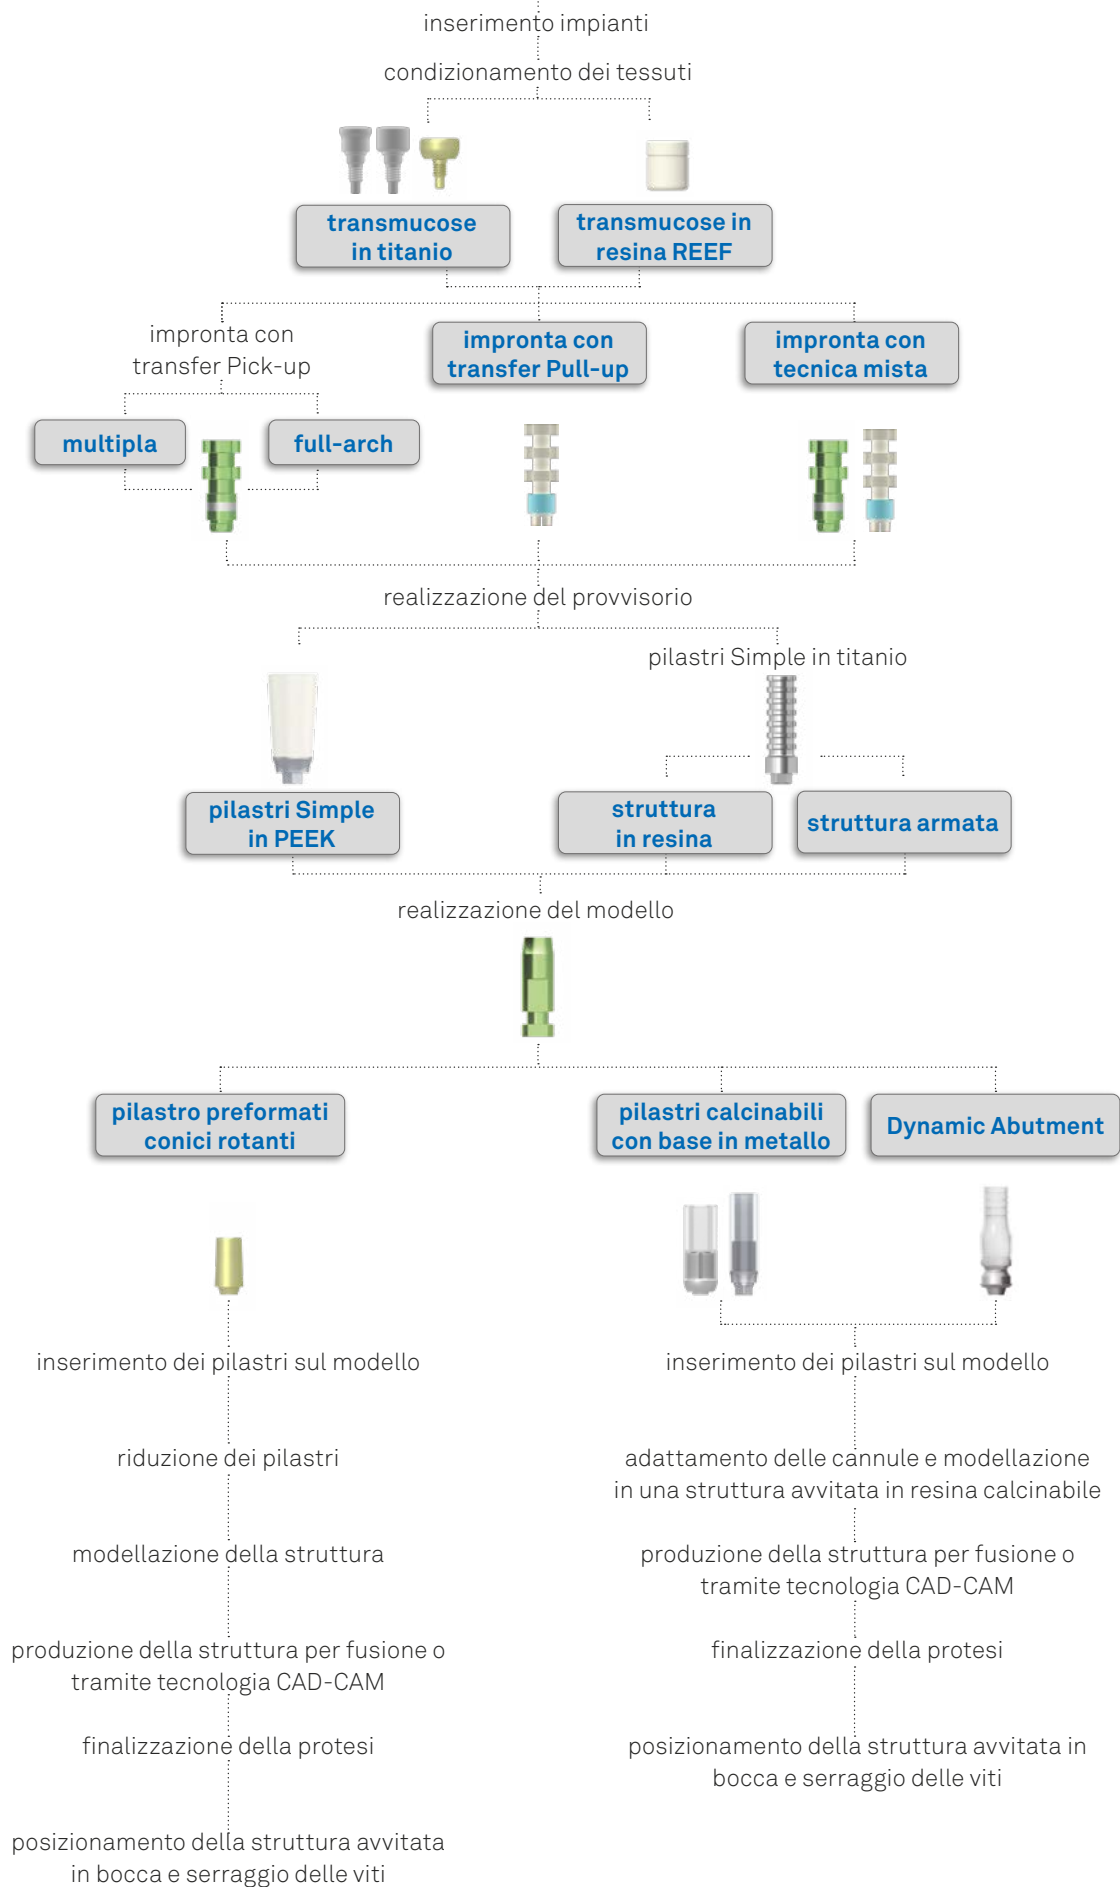 inserimento impianti
condizionamento dei tessuti
transmucose
in titanio
transmucose in
resina REEF
impronta con
transfer Pick-up
impronta con
transfer Pull-up
impronta con
tecnica mista
multipla
full-arch
realizzazione del provvisorio
pilastri Simple in titanio
pilastri Simple
in PEEK
struttura
in resina
struttura armata
realizzazione del modello
pilastro preformati
conici rotanti
pilastri calcinabili
con base in metallo
Dynamic Abutment
inserimento dei pilastri sul modello
riduzione dei pilastri
modellazione della struttura
produzione della struttura per fusione o
tramite tecnologia CAD-CAM
finalizzazione della protesi
posizionamento della struttura avvitata
in bocca e serraggio delle viti
inserimento dei pilastri sul modello
adattamento delle cannule e modellazione
in una struttura avvitata in resina calcinabile
produzione della struttura per fusione o
tramite tecnologia CAD-CAM
finalizzazione della protesi
posizionamento della struttura avvitata in
bocca e serraggio delle viti